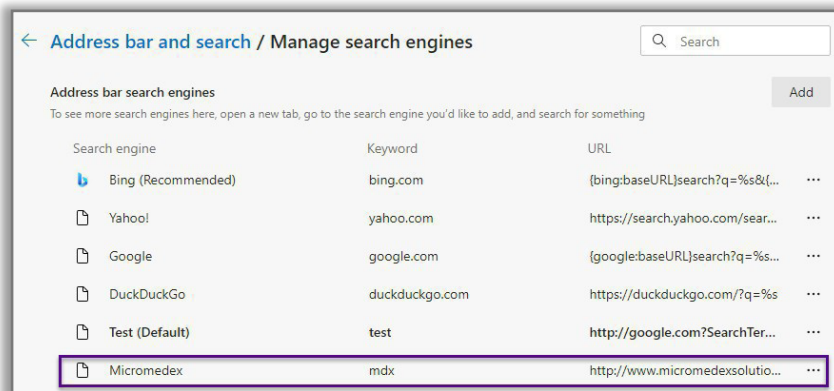 Address bar and search / Manage search engines
Search
Address bar search engines
Add
To see more search engines here, open a new tab, go to the search engine you'd like to add, and search for something
Search engine Keyword URL
Bing (Recommended) bing.com {bing:baseURL}search?q=%s&{...
Yahoo! yahoo.com https://search.yahoo.com/sear...
Google google.com {google:baseURL}search?q=%s...
DuckDuckGo duckduckgo.com https://duckduckgo.com/?q=%s
Test (Default) test http://google.com?SearchTer...
Micromedex mdx http://www.micromedexsolutio...